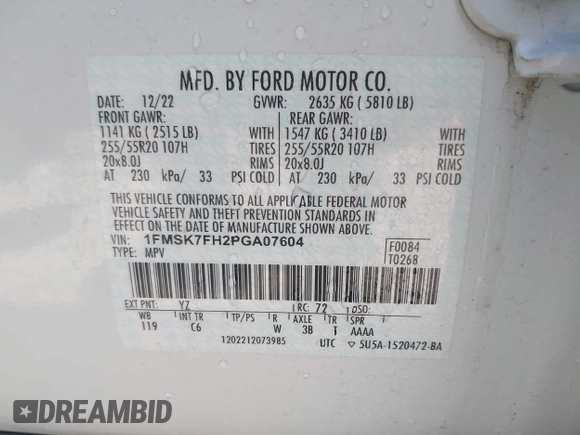 MFD. BY FORD MOTOR CO.
DATE: 12/22 GVWR: 2635 KG ( 5810 LB)
FRONT GAWR: REAR GAWR:
1141 KG ( 2515 LB) WITH 1547 KG ( 3410 LB) WITH
255/55R20 107H TIRES 255/55R20 107H TIRES
20x8.0J RIMS 20x8.0J RIMS
AT 230 kPa/ 33 PSI COLD AT 230 kPa/ 33 PSI COLD
THIS VEHICLE CONFORMS TO ALL APPLICABLE FEDERAL MOTOR
VEHICLE SAFETY AND THEFT PREVENTION STANDARDS IN
EFFECT ON THE DATE OF MANUFACTURE SHOWN ABOVE.
VIN: 1FMSK7FH2PGA07604 F0084
TYPE: MPV T0268
EXT PNT: YZ RC: 72 DSO:
WB INT TR TP/PS R AXLE TR SPR
119 C6 W 3B T AAAA
1202212073985 UTC ▽ 5U5A-1520472-BA
DREAMBID